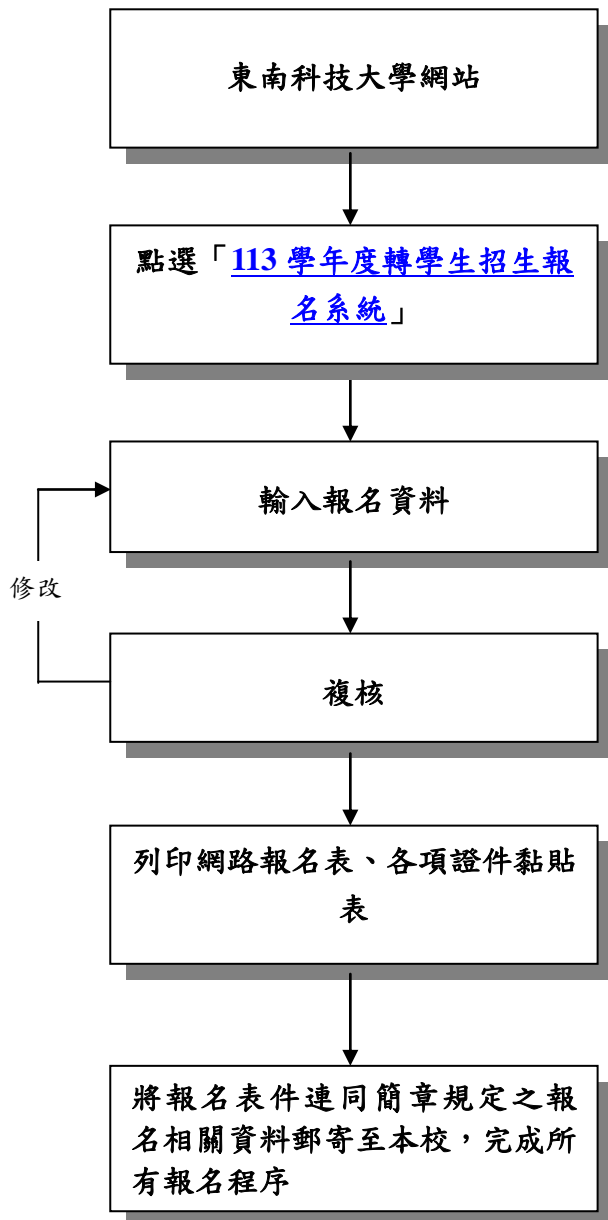 東南科技大學網站
點選「113 學年度轉學生招生報
名系統」
輸入報名資料
修改
複核
列印網路報名表、各項證件黏貼
表
將報名表件連同簡章規定之報
名相關資料郵寄至本校，完成所
有報名程序